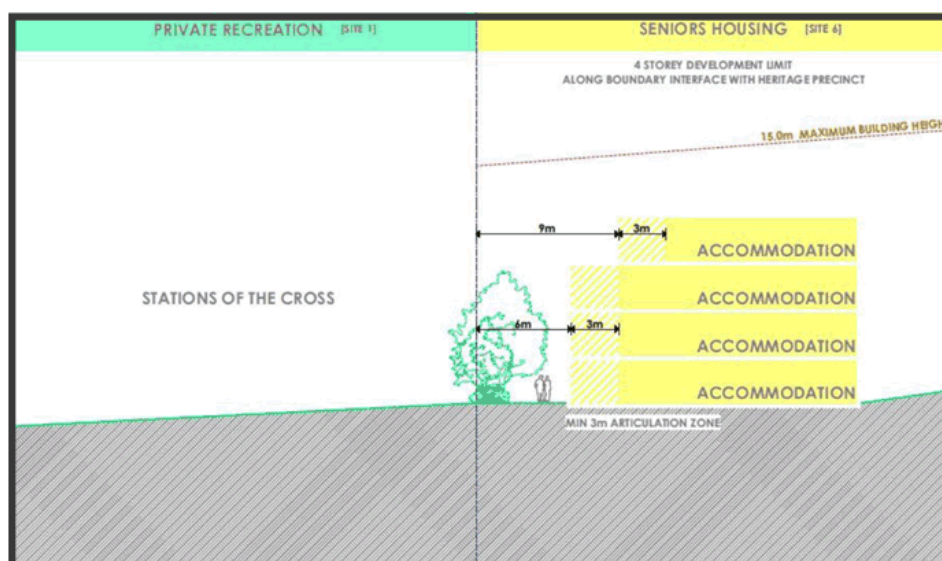 PRIVATE RECREATION [SITE 1]
SENIORS HOUSING [SITE 6]
4 STOREY DEVELOPMENT LIMIT
ALONG BOUNDARY INTERFACE WITH HERITAGE PRECINCT
15.0m MAXIMUM BUILDING HEIGH
9m
3m
ACCOMMODATION
STATIONS OF THE CROSS
ACCOMMODATION
6m
3m
ACCOMMODATION
ACCOMMODATION
MIN 3m ARTICULATION ZONE